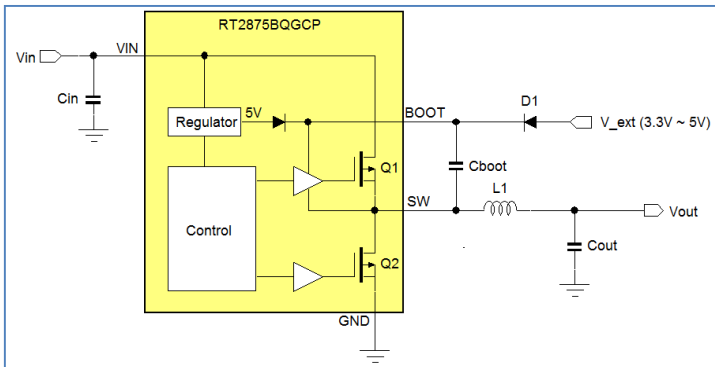 RT2875BQGCP
Vin
VIN
Cin
Regulator
5V
BOOT
D1
V_ext (3.3V ~ 5V)
Q1
Cboot
L1
SW
Vout
Control
Cout
Q2
GND